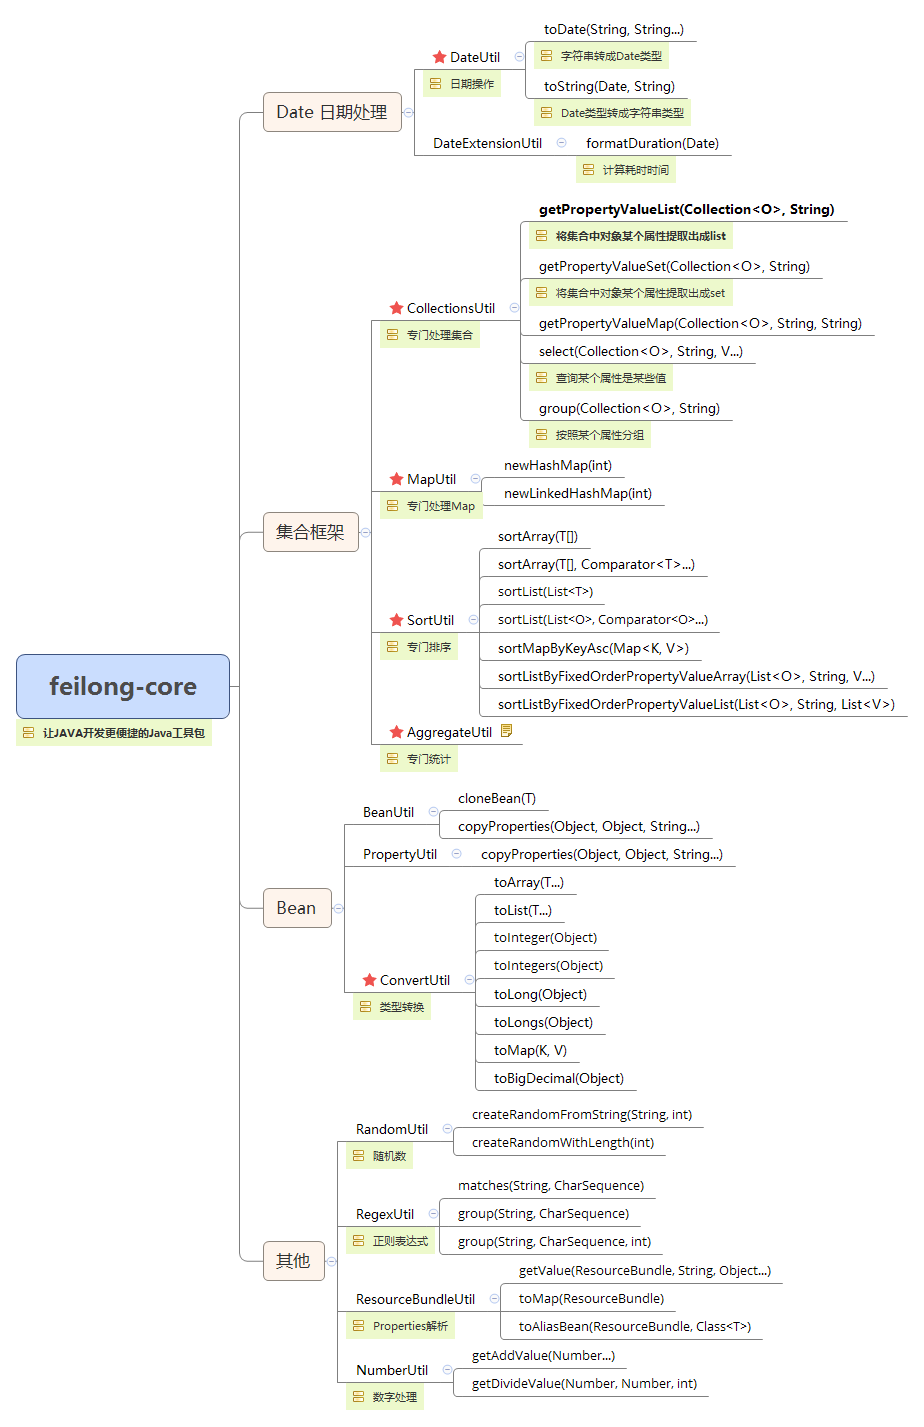 feilong-core
让JAVA开发更便捷的Java工具包
Date 日期处理
DateUtil
日期操作
toDate(String, String...)
字符串转成Date类型
toString(Date, String)
Date类型转成字符串类型
DateExtensionUtil
formatDuration(Date)
计算耗时时间
集合框架
CollectionsUtil
专门处理集合
getPropertyValueList(Collection<O>, String)
将集合中对象某个属性提取出成list
getPropertyValueSet(Collection<O>, String)
将集合中对象某个属性提取出成set
getPropertyValueMap(Collection<O>, String, String)
select(Collection<O>, String, V...)
查询某个属性是某些值
group(Collection<O>, String)
按照某个属性分组
MapUtil
专门处理Map
newHashMap(int)
newLinkedHashMap(int)
SortUtil
专门排序
sortArray(T[])
sortArray(T[], Comparator<T>...)
sortList(List<T>)
sortList(List<O>, Comparator<O>...)
sortMapByKeyAsc(Map<K, V>)
sortListByFixedOrderPropertyValueArray(List<O>, String, V...)
sortListByFixedOrderPropertyValueList(List<O>, String, List<V>)
AggregateUtil
专门统计
Bean
BeanUtil
cloneBean(T)
copyProperties(Object, Object, String...)
PropertyUtil
copyProperties(Object, Object, String...)
ConvertUtil
类型转换
toArray(T...)
toList(T...)
toInteger(Object)
toIntegers(Object)
toLong(Object)
toLongs(Object)
toMap(K, V)
toBigDecimal(Object)
其他
RandomUtil
随机数
createRandomFromString(String, int)
createRandomWithLength(int)
RegexUtil
正则表达式
matches(String, CharSequence)
group(String, CharSequence)
group(String, CharSequence, int)
ResourceBundleUtil
Properties解析
getValue(ResourceBundle, String, Object...)
toMap(ResourceBundle)
toAliasBean(ResourceBundle, Class<T>)
NumberUtil
数字处理
getAddValue(Number...)
getDivideValue(Number, Number, int)